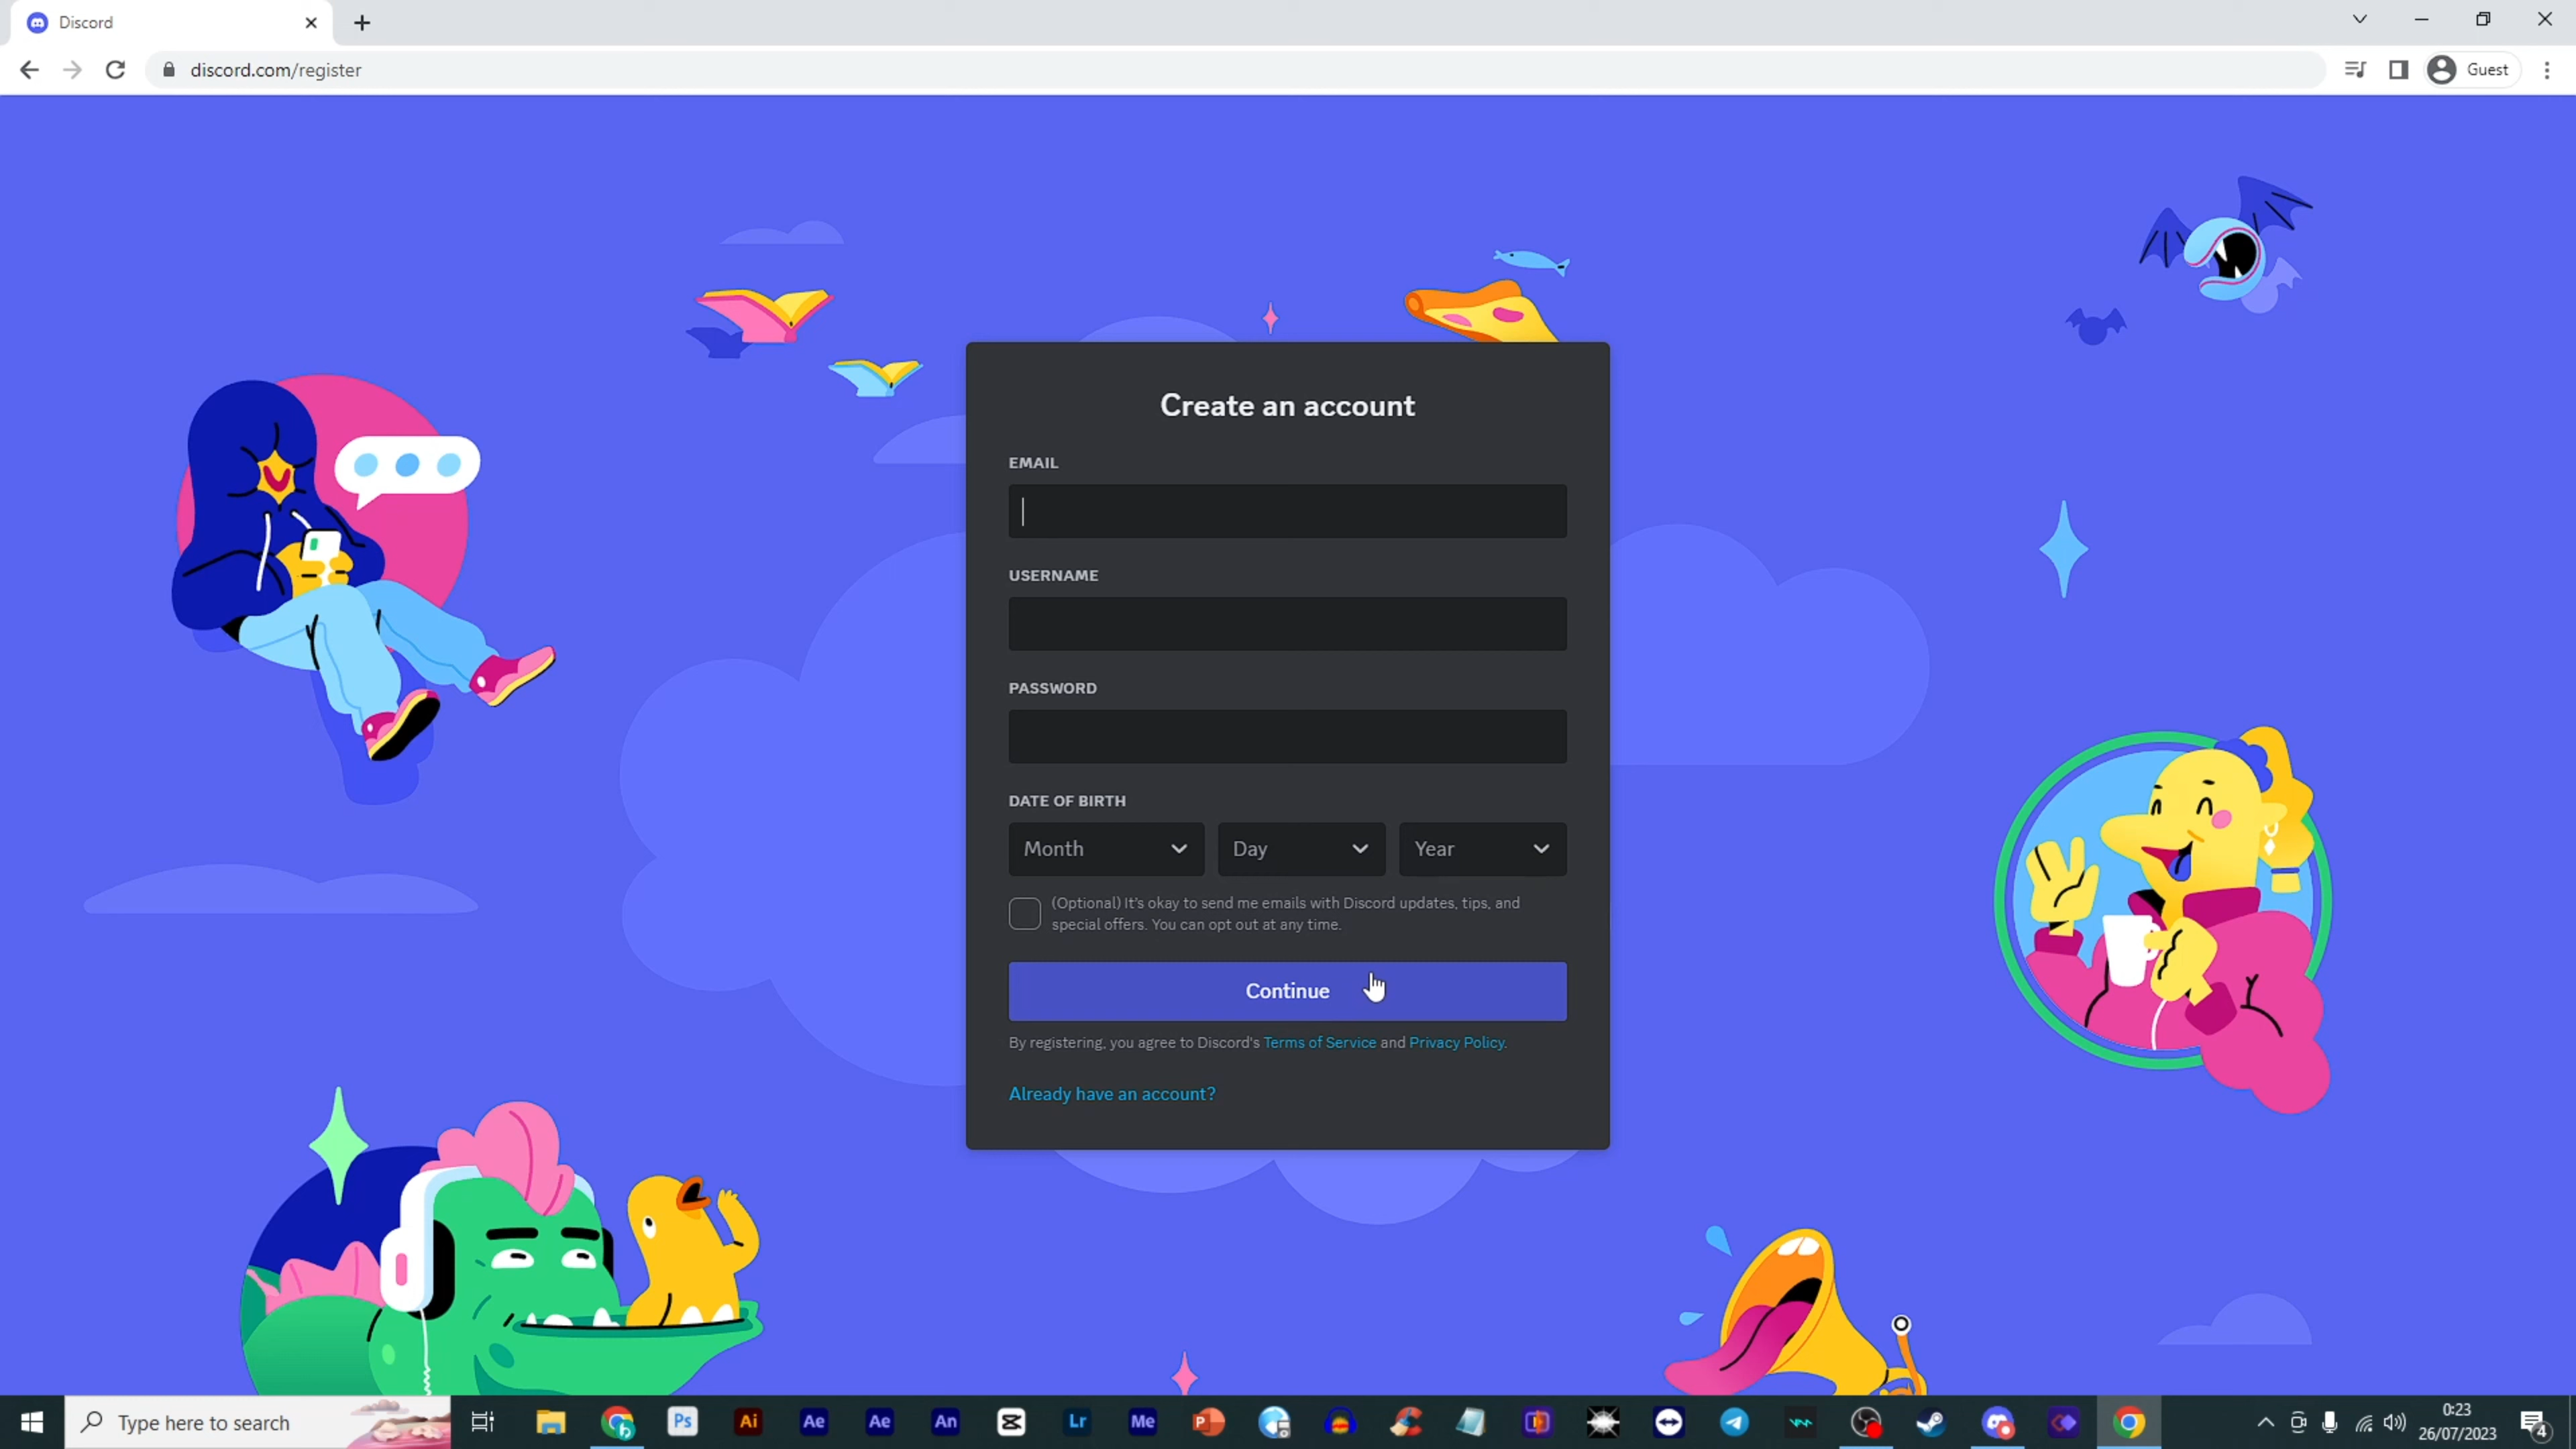 Discord
discord.com/register
Guest
Create an account
EMAIL
USERNAME
PASSWORD
DATE OF BIRTH
Month
Day
Year
(Optional) It's okay to send me emails with Discord updates, tips, and
special offers. You can opt out at any time.
Continue
By registering, you agree to Discord's Terms of Service and Privacy Policy.
Already have an account?
Type here to search
Ps
Ai
Ae
Ae
An
Lr
Me
P
0:23
26/07/2023
4